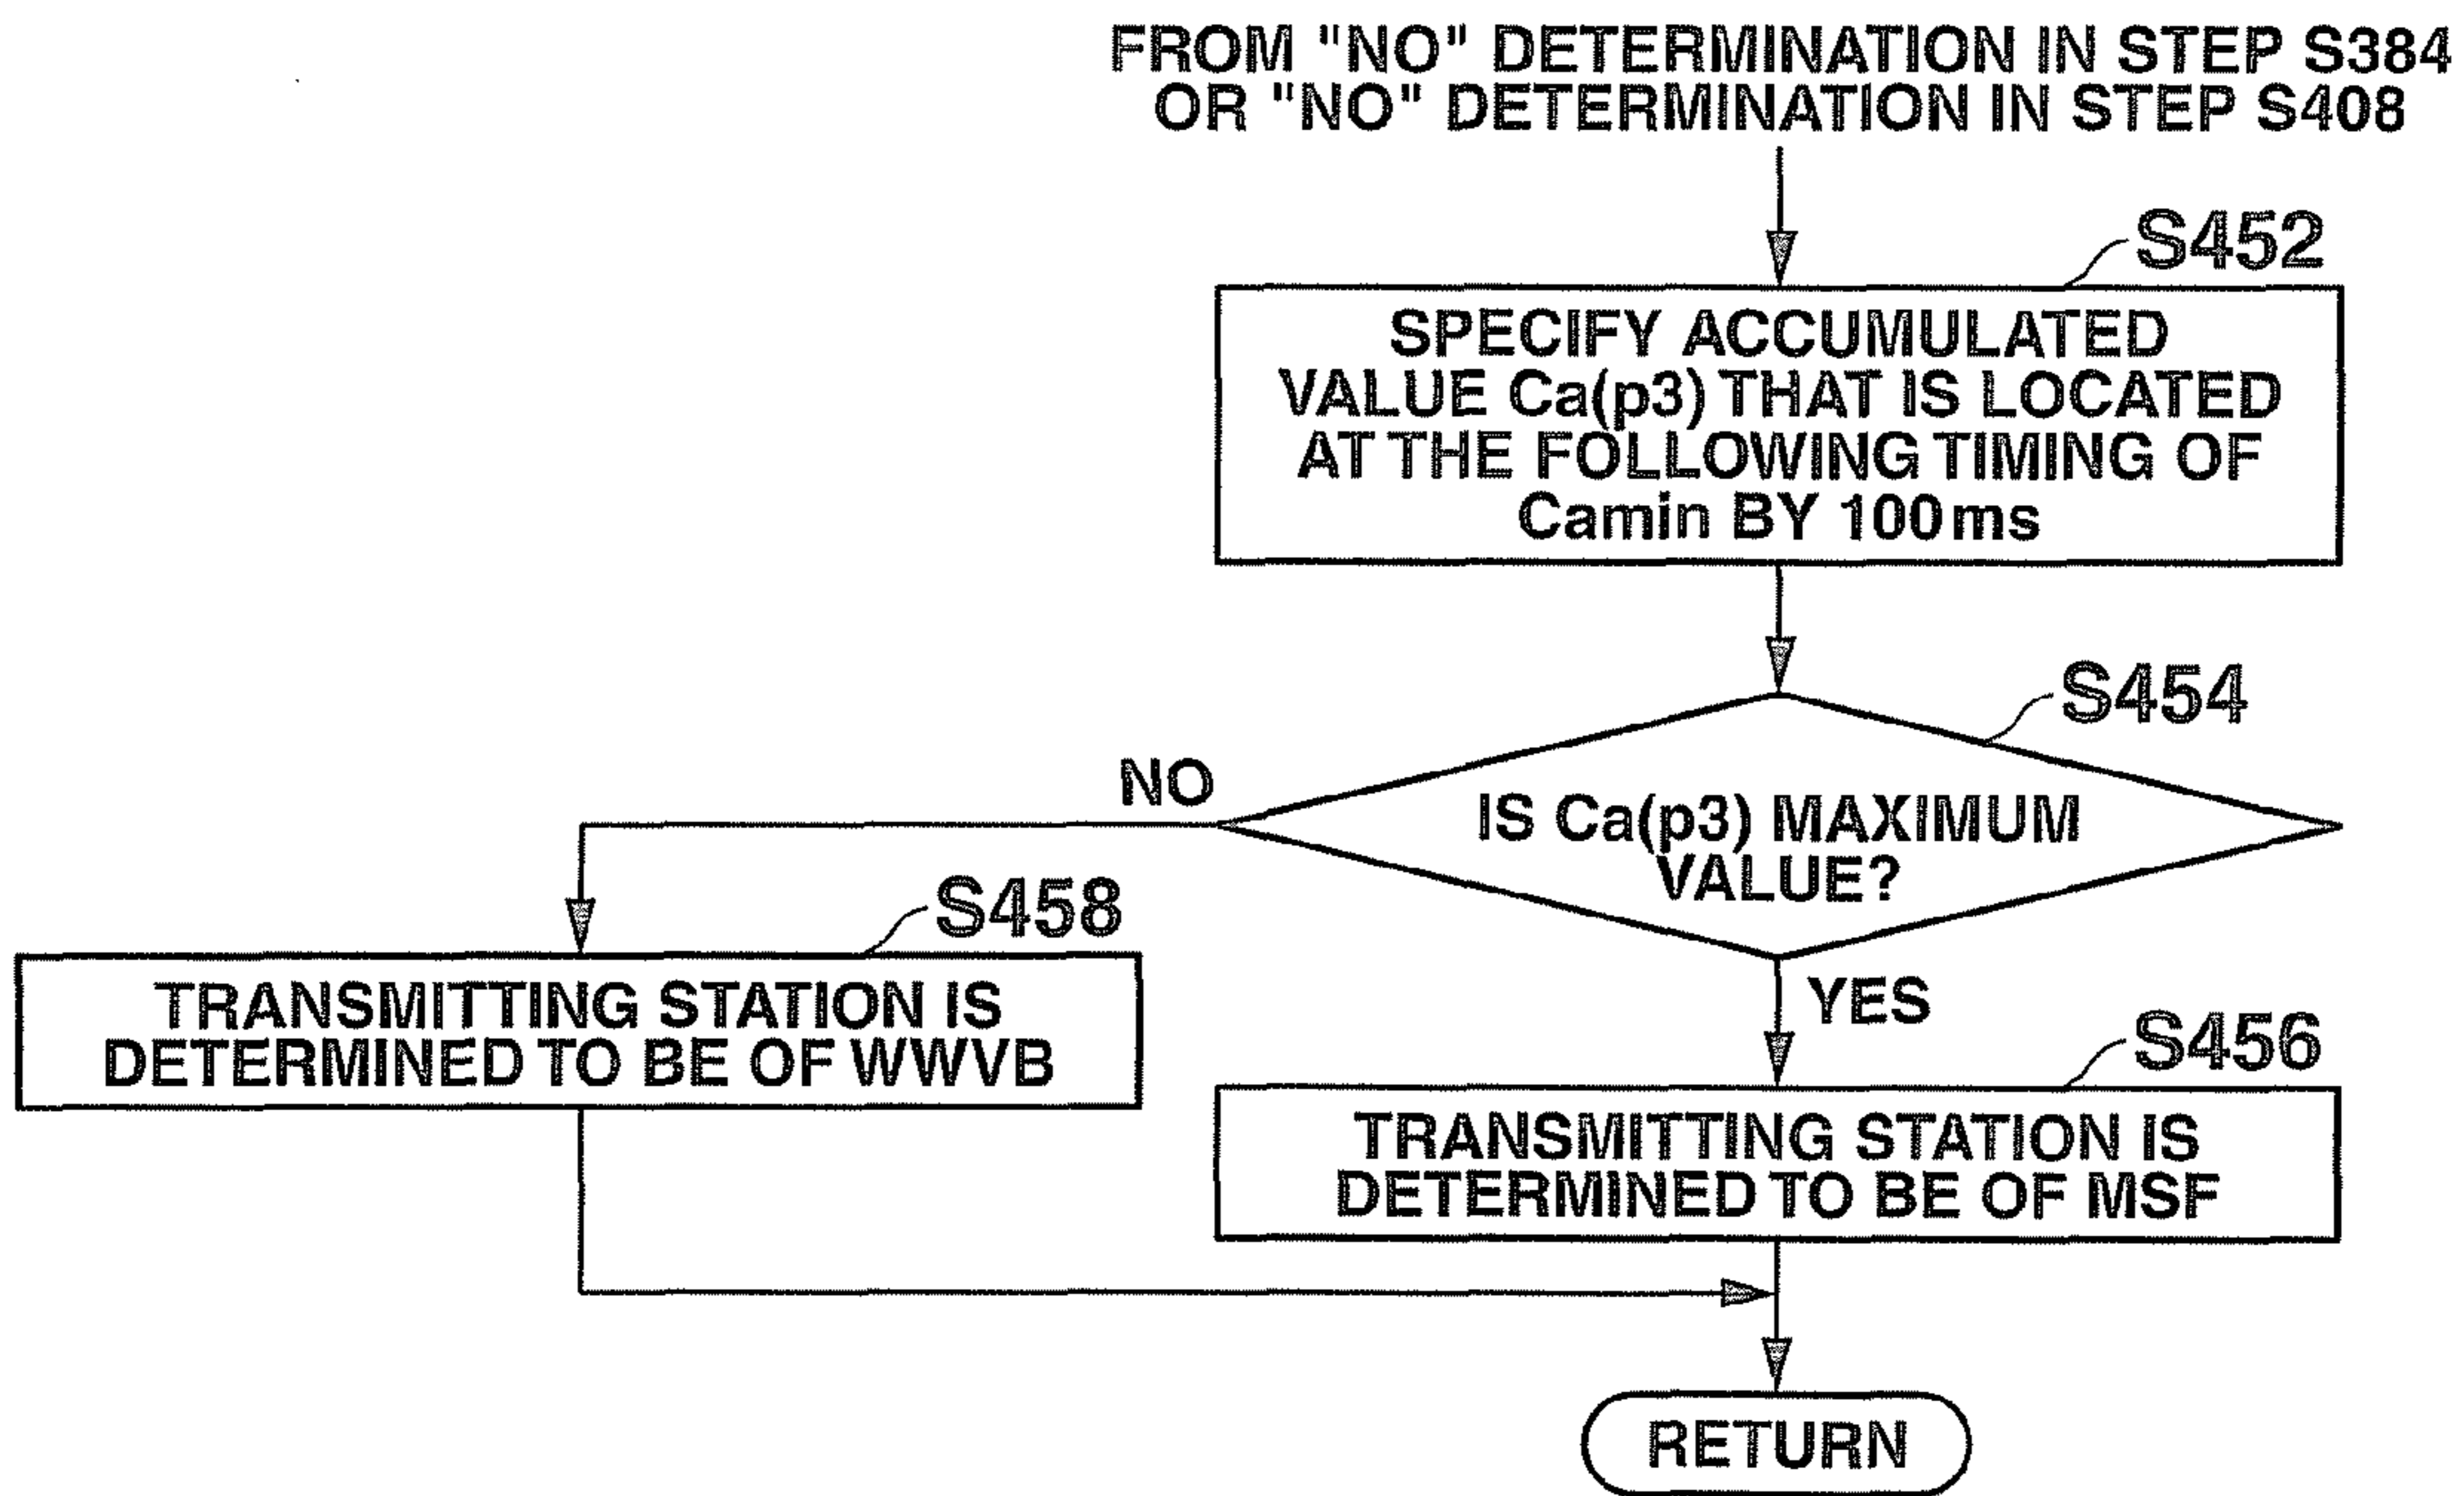 FROM "NO" DETERMINATION IN STEP S384
OR "NO" DETERMINATION IN STEP S408
S452
SPECIFY ACCUMULATED
VALUE Ca(p3) THAT IS LOCATED
AT THE FOLLOWING TIMING OF
Camin BY 100ms
S454
NO
IS Ca(p3) MAXIMUM
VALUE?
S458
TRANSMITTING STATION IS
DETERMINED TO BE OF WWVB
YES
S456
TRANSMITTING STATION IS
DETERMINED TO BE OF MSF
RETURN